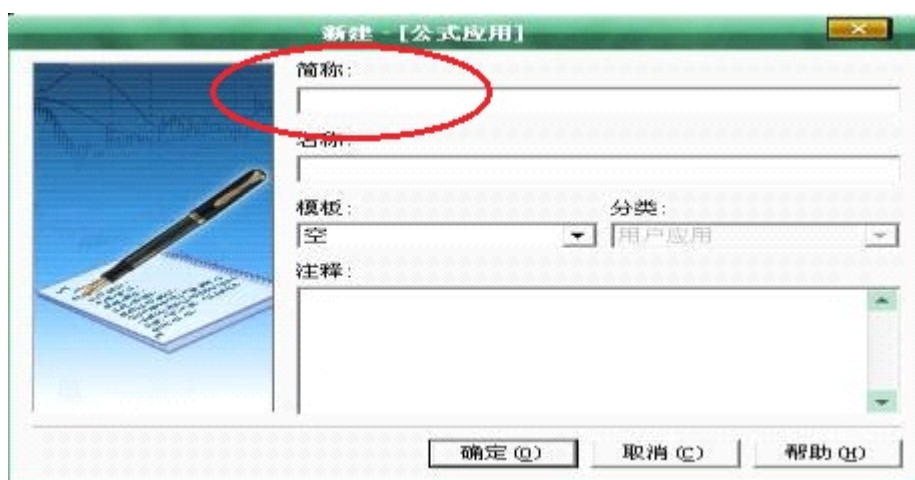 新建 - [公式应用]
简称:
名称:
模板:
分类:
空
用户应用
注释:
确定(O)
取消(C)
帮助(H)